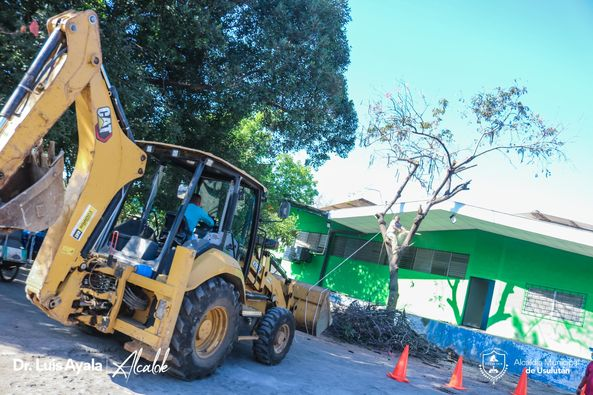 CAT
Dr. Luis Ayala
Alcalde
Alcaldía Municipal
de Usulután